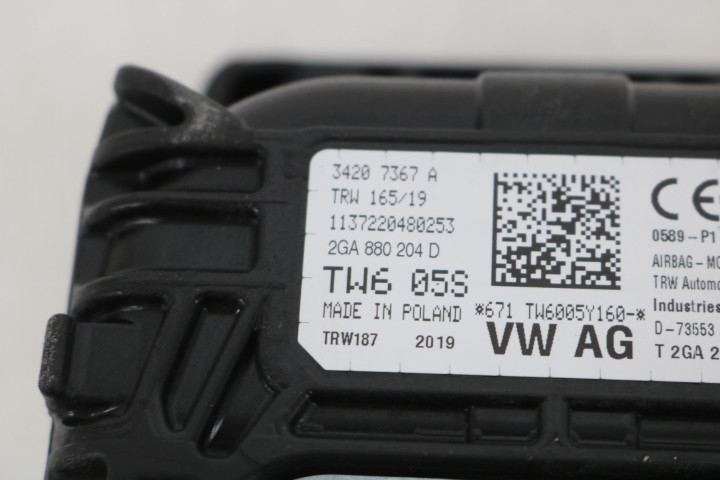 3420 7367 A
TRW 165/19
1137220480253
2GA 880 204 D
TW6 05S
MADE IN POLAND
TRW187 2019
*671 TW6005Y160-*
VW AG
CE
0589-P1
AIRBAG-MO
TRW Automo
Industries
D-73553
T 2GA 2